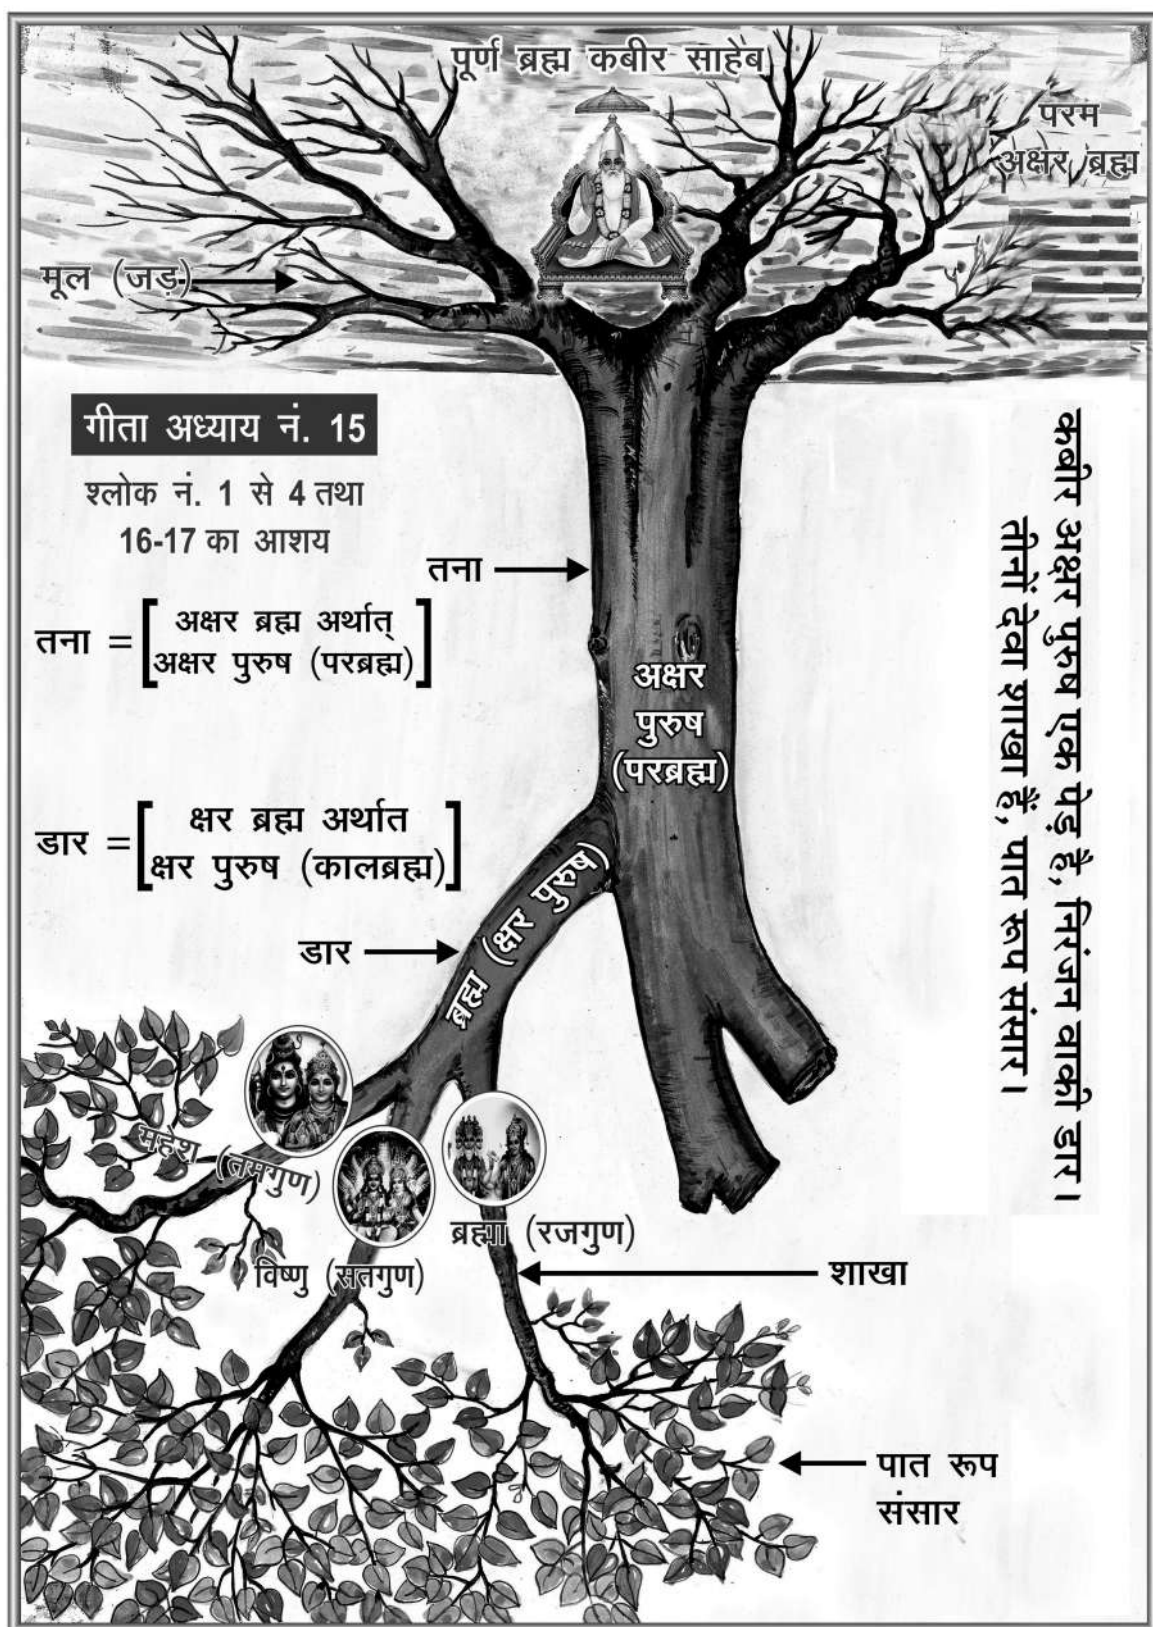 पूर्ण ब्रह्म कबीर साहेब
परम
अक्षर ब्रह्म
मूल (जड़)
गीता अध्याय नं. 15
श्लोक नं. 1 से 4 तथा
16-17 का आशय
तना
तना = [अक्षर ब्रह्म अर्थात्
अक्षर पुरुष (परब्रह्म)]
अक्षर
पुरुष
(परब्रह्म)
डार = [क्षर ब्रह्म अर्थात
क्षर पुरुष (कालब्रह्म)]
डार
ब्रह्म (क्षर पुरुष)
कबीर अक्षर पुरुष एक पेड़ है, निरंजन वाकी डार।
तीनों देवा शाखा हैं, पात रूप संसार।
महेश (तमगुण)
विष्णु (सतगुण)
ब्रह्मा (रजगुण)
शाखा
पात रूप
संसार